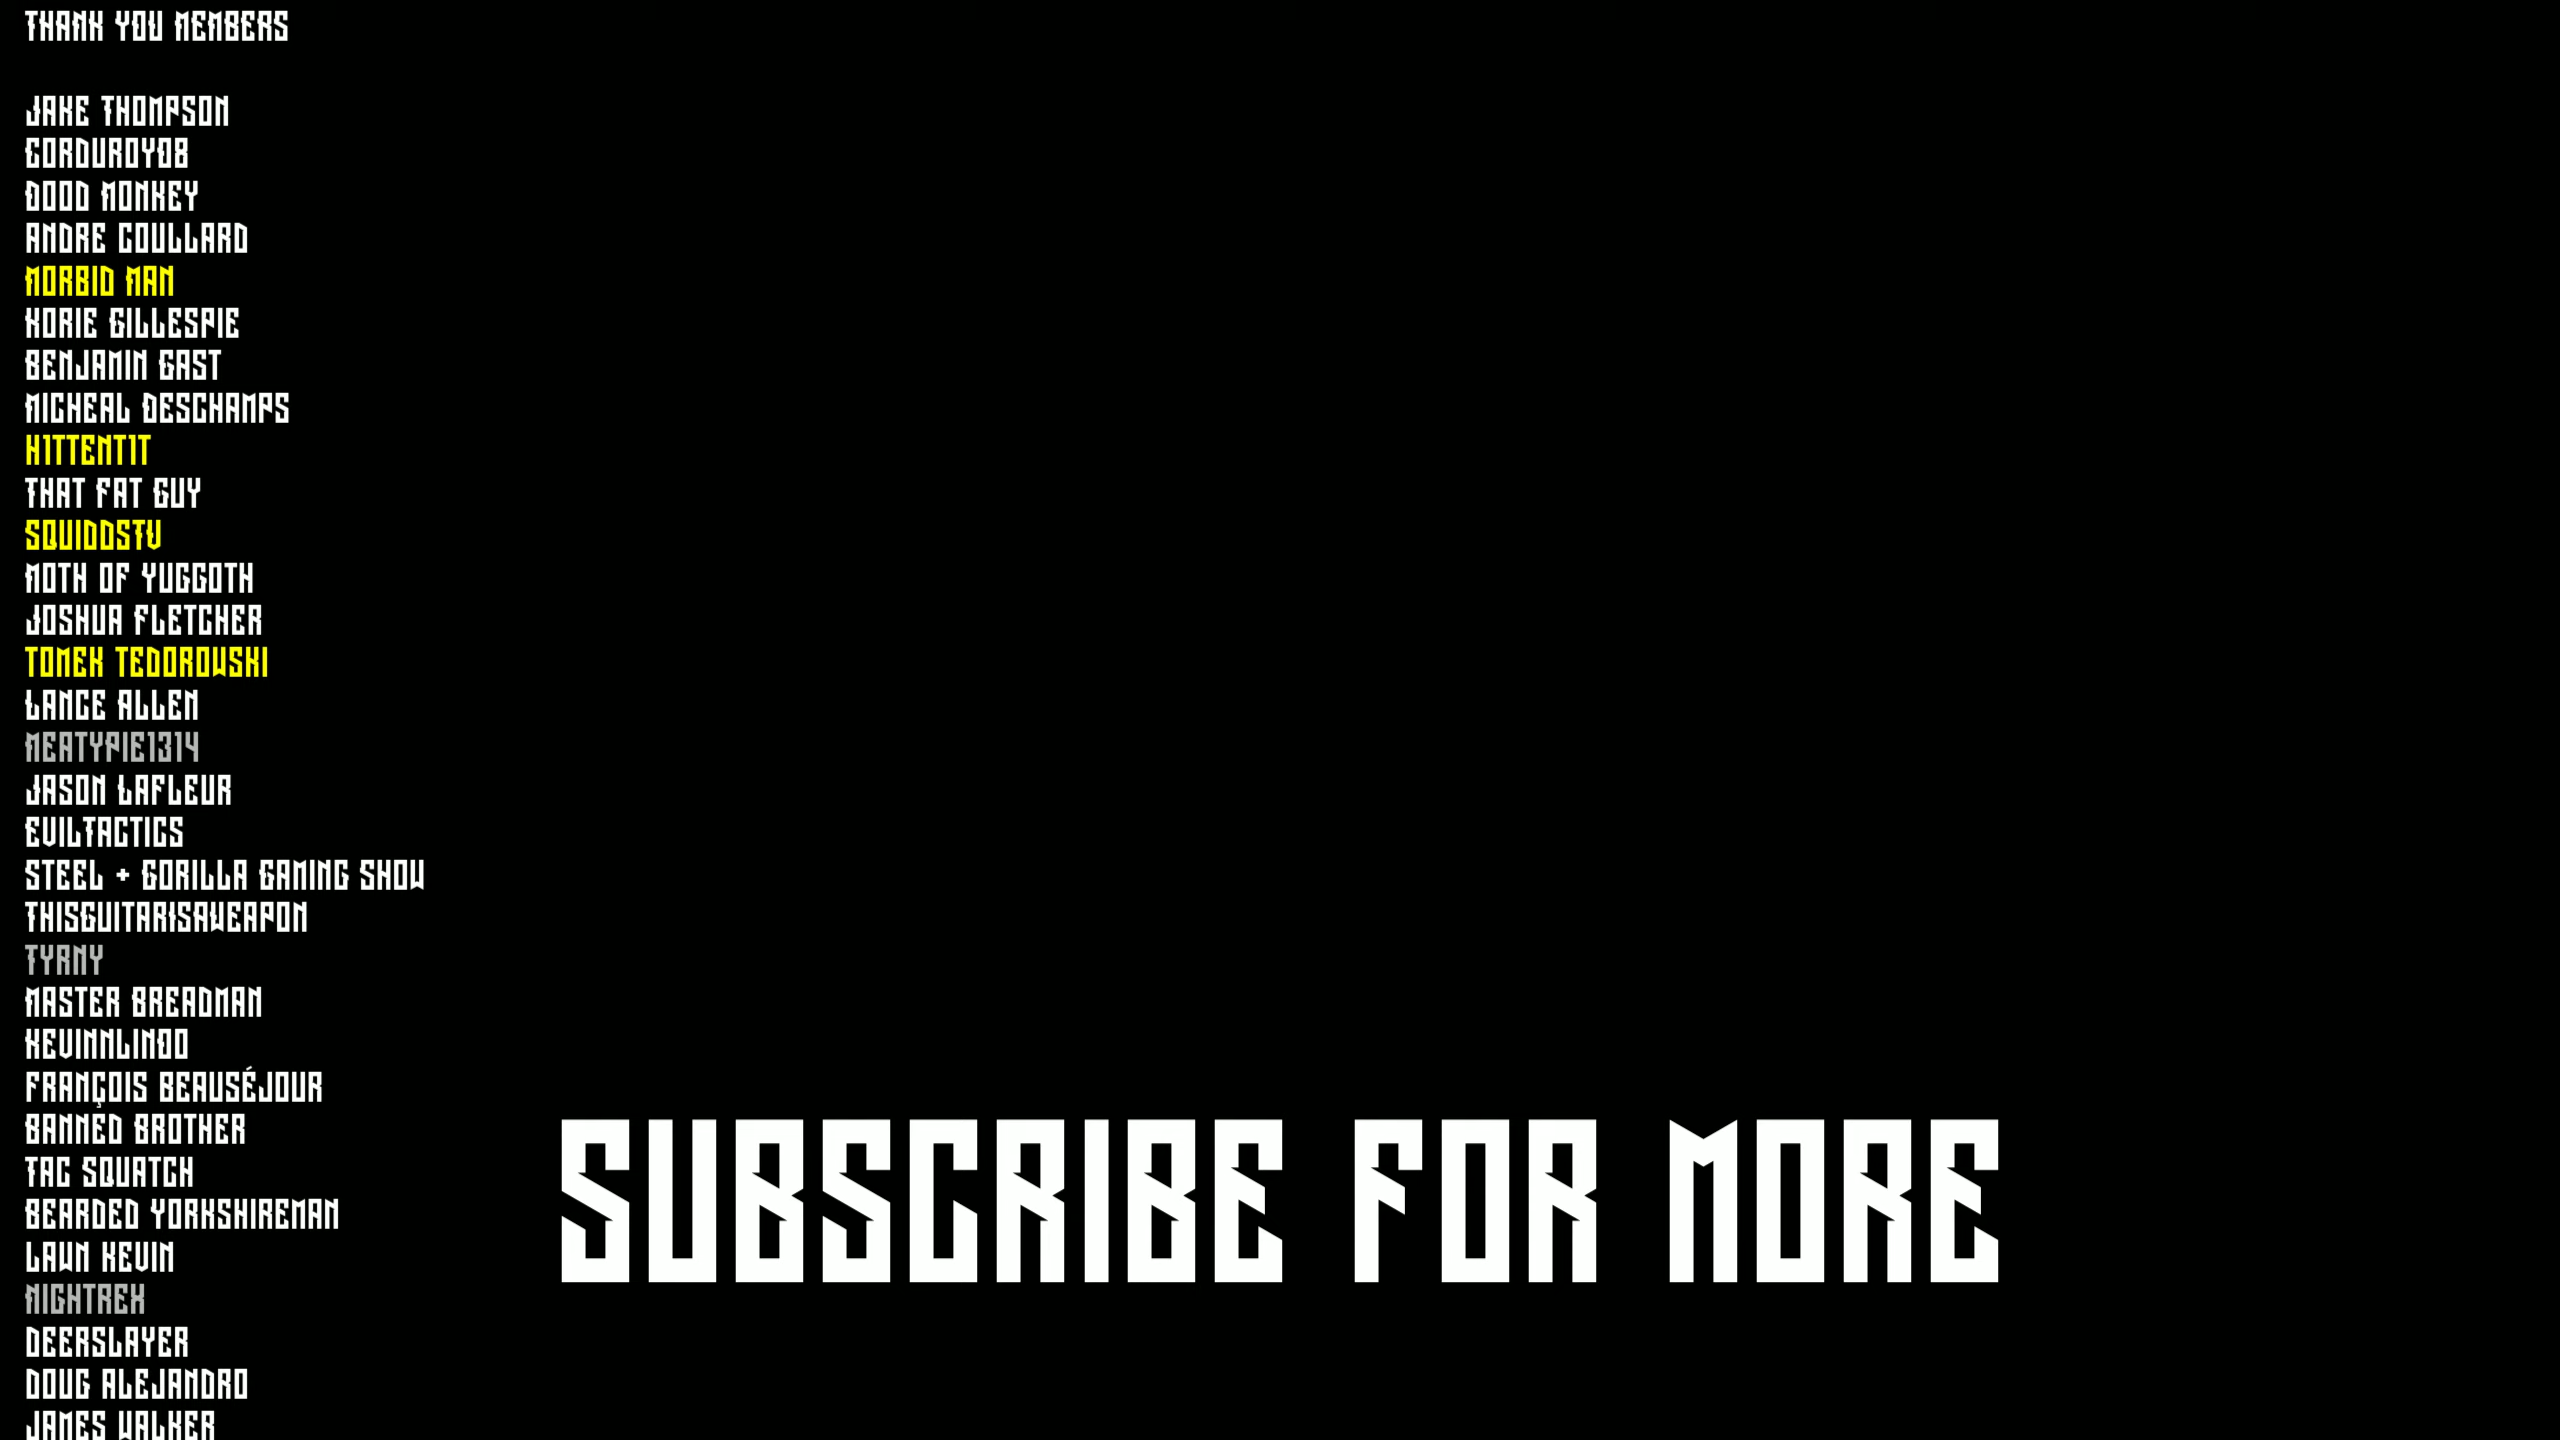 THANK YOU MEMBERS
JAKE THOMPSON
CORDUROY08
DOOD MONKEY
ANDRE COULLARD
MORBID MAN
KORIE GILLESPIE
BENJAMIN GAST
MICHEAL DESCHAMPS
H1TTENT1T
THAT FAT GUY
SQUIDDSTV
MOTH OF YUGGOTH
JOSHUA FLETCHER
TOMEK TEDOROWSKI
LANCE ALLEN
MEATYPIE1314
JASON LAFLEUR
EVILTACTICS
STEEL + GORILLA GAMING SHOW
THISGUITARISAWEAPON
TYRNY
MASTER BREADMAN
KEVINNLINDO
FRANÇOIS BEAUSÉJOUR
BANNED BROTHER
TAC SQUATCH
BEARDED YORKSHIREMAN
LAWN KEVIN
NIGHTREX
DEERSLAYER
DOUG ALEJANDRO
JAMES WALKER
SUBSCRIBE FOR MORE